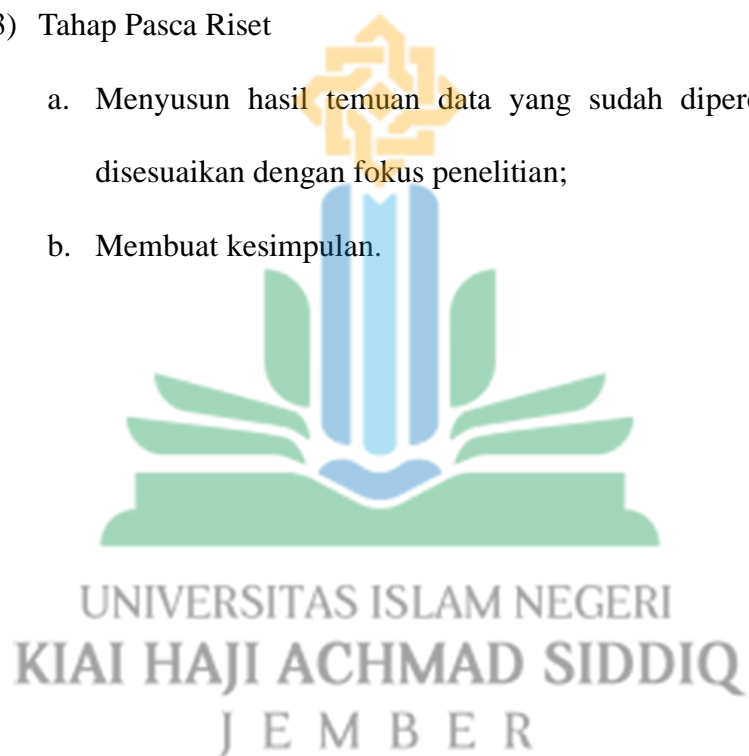 3) Tahap Pasca Riset
a. Menyusun hasil temuan data yang sudah
disesuaikan dengan fokus penelitian;
b. Membuat kesimpulan.
UNIVERSITAS ISLAM NEGERI
KIAI HAJI ACHMAD SIDDIQ
JEMBER